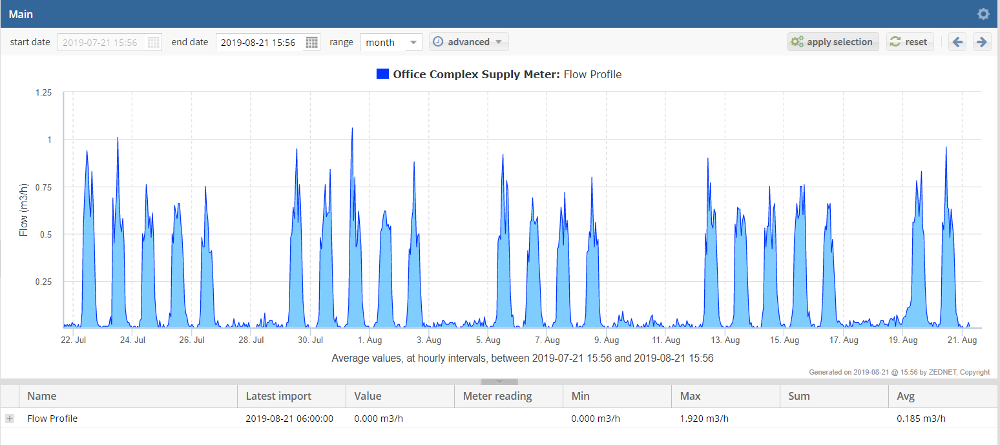 Main
start date 2019-07-21 15:56 end date 2019-08-21 15:56 range month advanced apply selection reset
Office Complex Supply Meter: Flow Profile
1.25
1
0.75
0.5
0.25
Flow (m3/h)
22. Jul 24. Jul 26. Jul 28. Jul 30. Jul 1. Aug 3. Aug 5. Aug 7. Aug 9. Aug 11. Aug 13. Aug 15. Aug 17. Aug 19. Aug 21. Aug
Average values, at hourly intervals, between 2019-07-21 15:56 and 2019-08-21 15:56
Generated on 2019-08-21 @ 15:56 by ZEDNET, Copyright
Name Latest import Value Meter reading Min Max Sum Avg
Flow Profile 2019-08-21 06:00:00 0.000 m3/h 0.000 m3/h 1.920 m3/h 0.185 m3/h